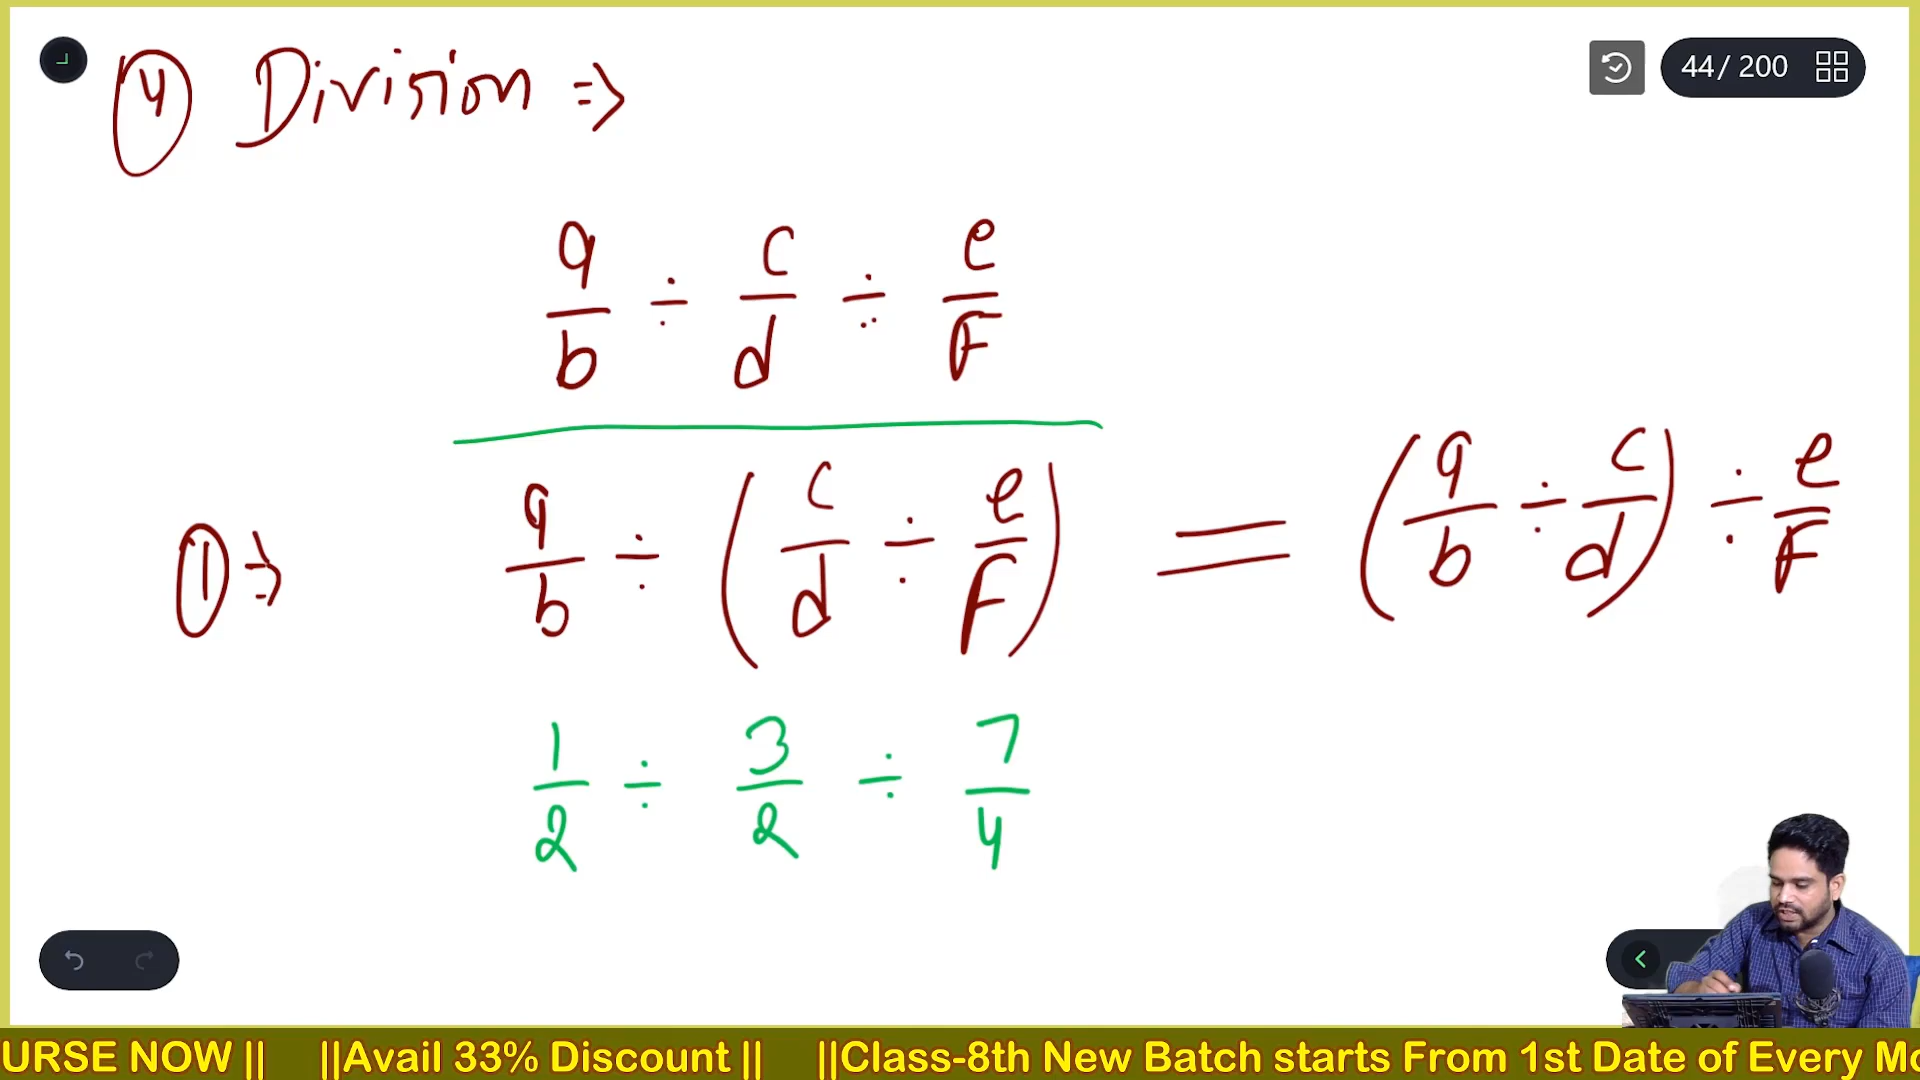 44/ 200
④ Division ⇒
a/b ÷ c/d ÷ e/F
① ⇒ a/b ÷ (c/d ÷ e/F) = (a/b ÷ c/d) ÷ e/F
1/2 ÷ 3/2 ÷ 7/4
URSE NOW || ||Avail 33% Discount || ||Class-8th New Batch starts From 1st Date of Every Mo